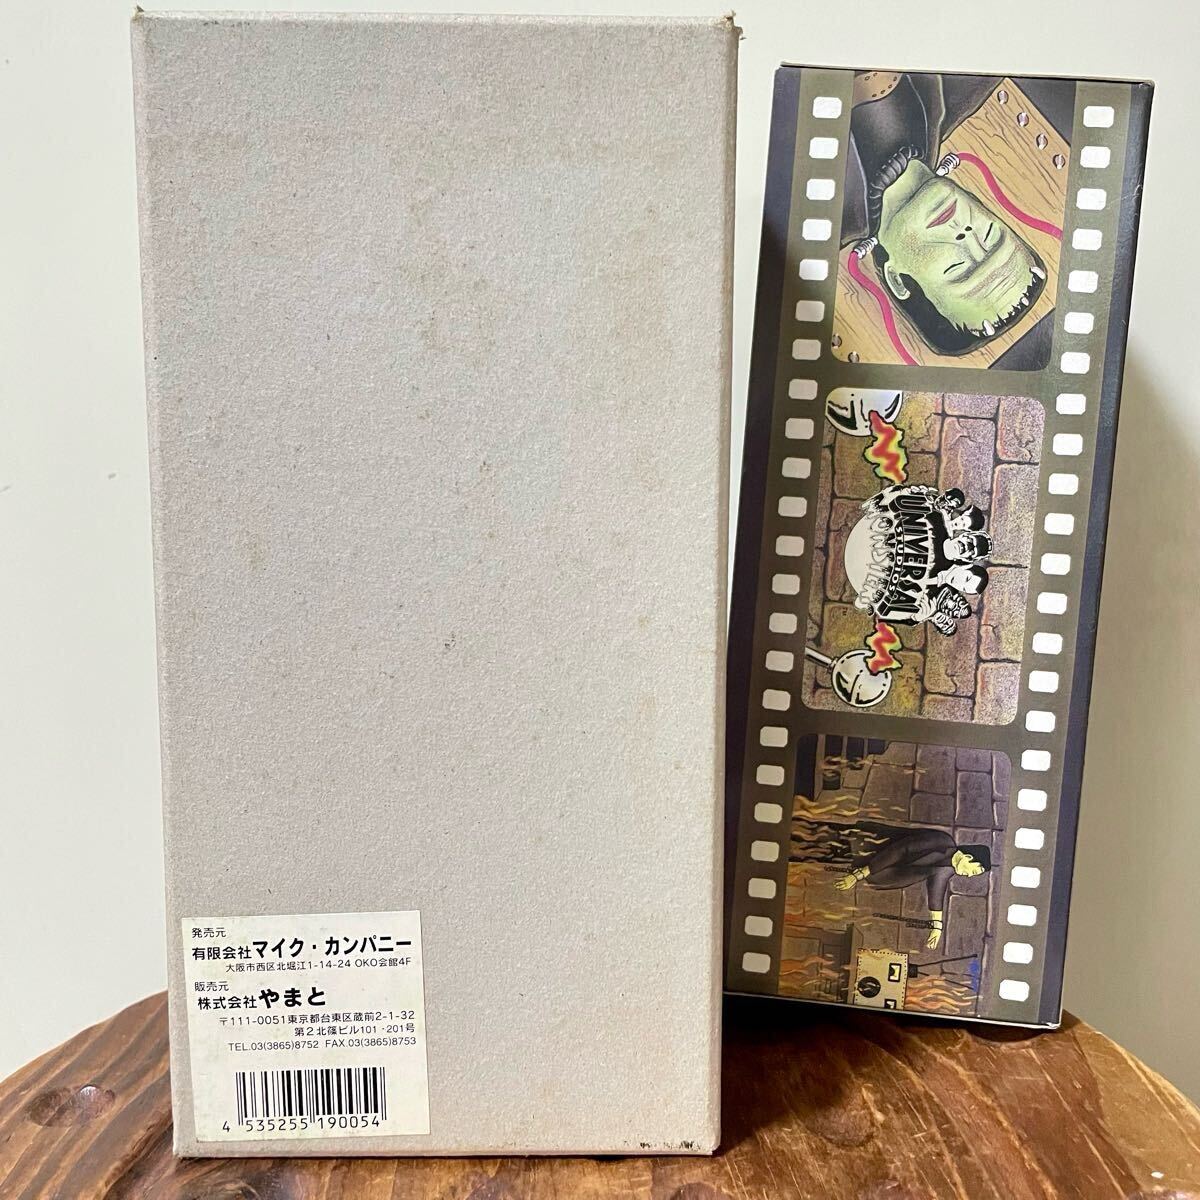 発売元
有限会社マイク・カンパニー
大阪市西区北堀江1-14-24 OKO会館4F
販売元
株式会社やまと
〒111-0051東京都台東区蔵前2-1-32
第2北篠ビル101・201号
TEL.03(3865)8752 FAX.03(3865)8753
4 535255 190054
UNIVERSAL
STUDIOS
MONSTERS